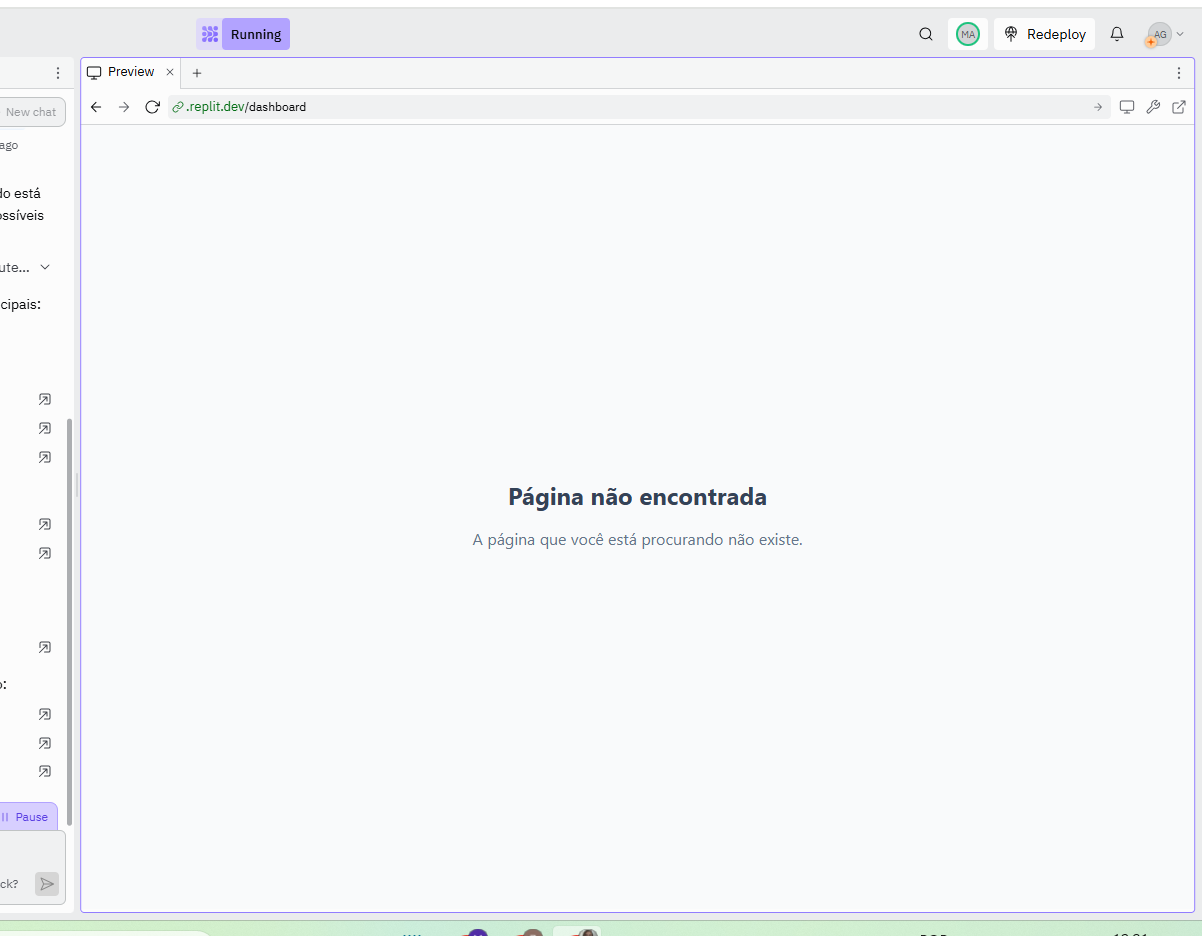 Running
MA
Redeploy
AG
Preview
.replit.dev/dashboard
New chat
ago
do está
ossíveis
ute...
cipais:
o:
Pause
ck?
Página não encontrada
A página que você está procurando não existe.